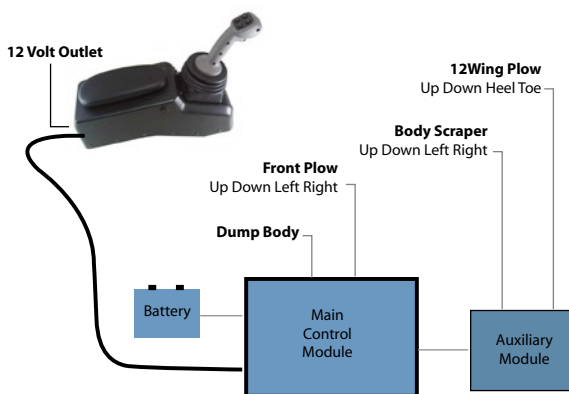 12 Volt Outlet
12Wing Plow
Up Down Heel Toe
Body Scraper
Up Down Left Right
Front Plow
Up Down Left Right
Dump Body
Battery
Main
Control
Module
Auxiliary
Module